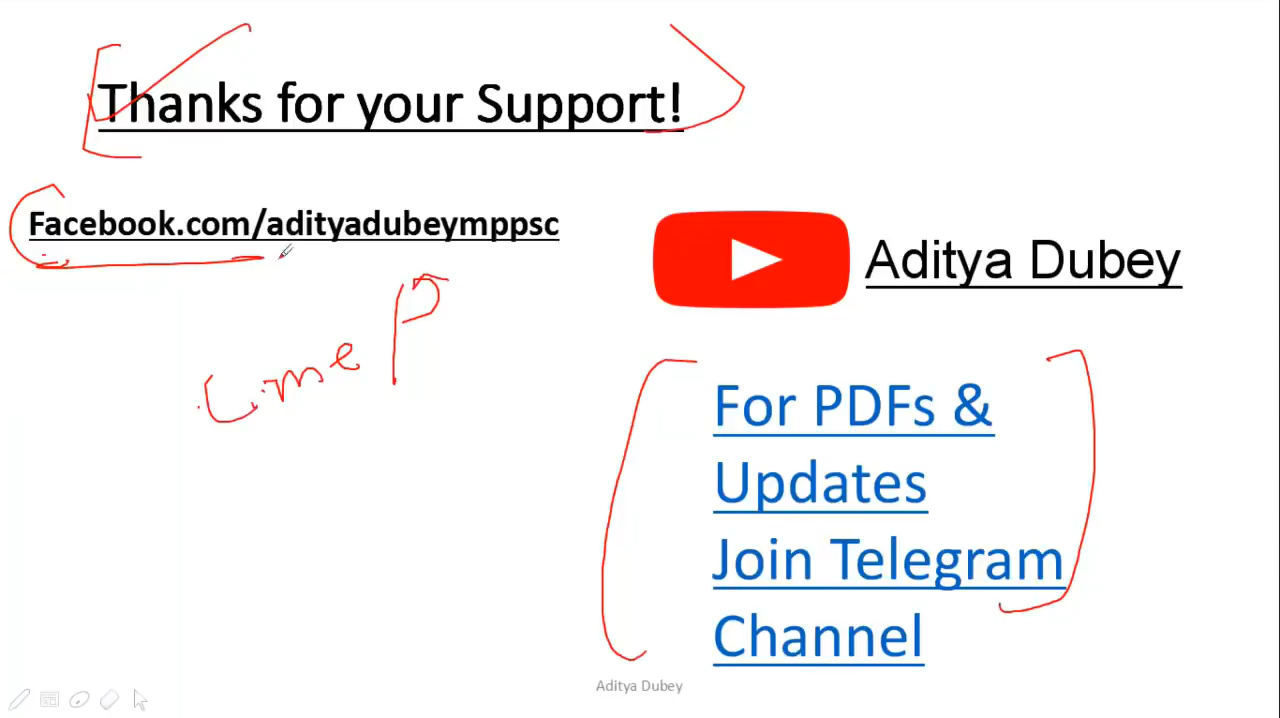 Thanks for your Support!
Facebook.com/adityadubeymppsc
Aditya Dubey
For PDFs &
Updates
Join Telegram
Channel
Aditya Dubey